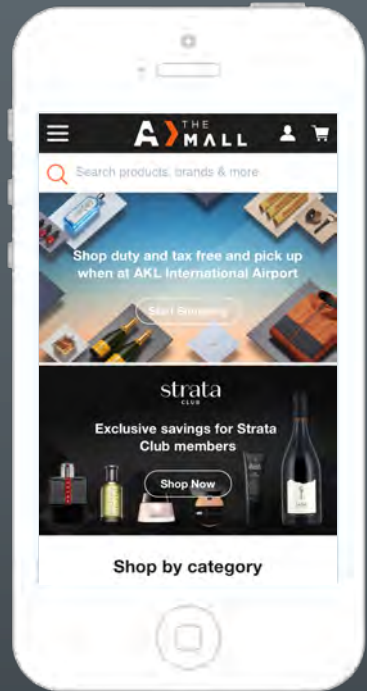 THE
A MALL
Search products, brands & more
Shop duty and tax free and pick up
when at AKL International Airport
Start Shopping
strata
CLUB
Exclusive savings for Strata
Club members
Shop Now
Shop by category